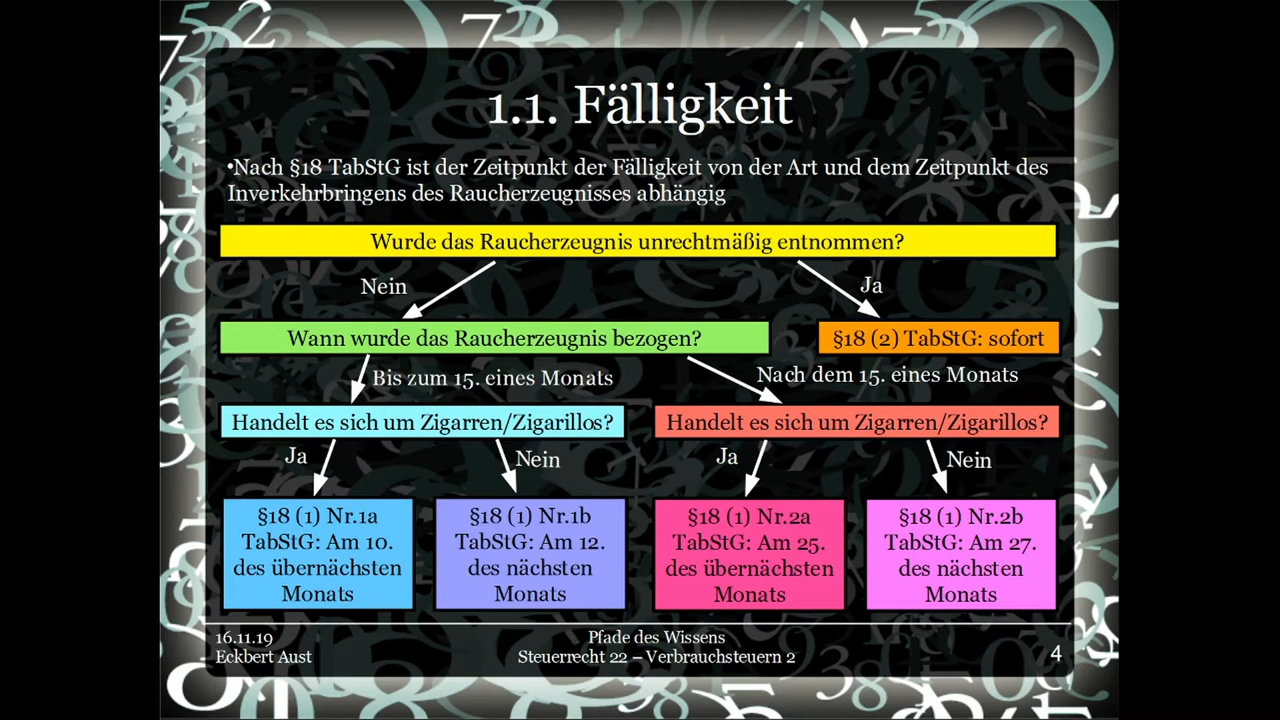 1.1. Fälligkeit
•Nach §18 TabStG ist der Zeitpunkt der Fälligkeit von der Art und dem Zeitpunkt des
Inverkehrbringens des Raucherzeugnisses abhängig
Wurde das Raucherzeugnis unrechtmäßig entnommen?
Nein
Ja
Wann wurde das Raucherzeugnis bezogen?
§18 (2) TabStG: sofort
Bis zum 15. eines Monats
Nach dem 15. eines Monats
Handelt es sich um Zigarren/Zigarillos?
Handelt es sich um Zigarren/Zigarillos?
Ja
Nein
Ja
Nein
§18 (1) Nr.1a
TabStG: Am 10.
des übernächsten
Monats
§18 (1) Nr.1b
TabStG: Am 12.
des nächsten
Monats
§18 (1) Nr.2a
TabStG: Am 25.
des übernächsten
Monats
§18 (1) Nr.2b
TabStG: Am 27.
des nächsten
Monats
16.11.19
Eckbert Aust
Pfade des Wissens
Steuerrecht 22 – Verbrauchsteuern 2
4